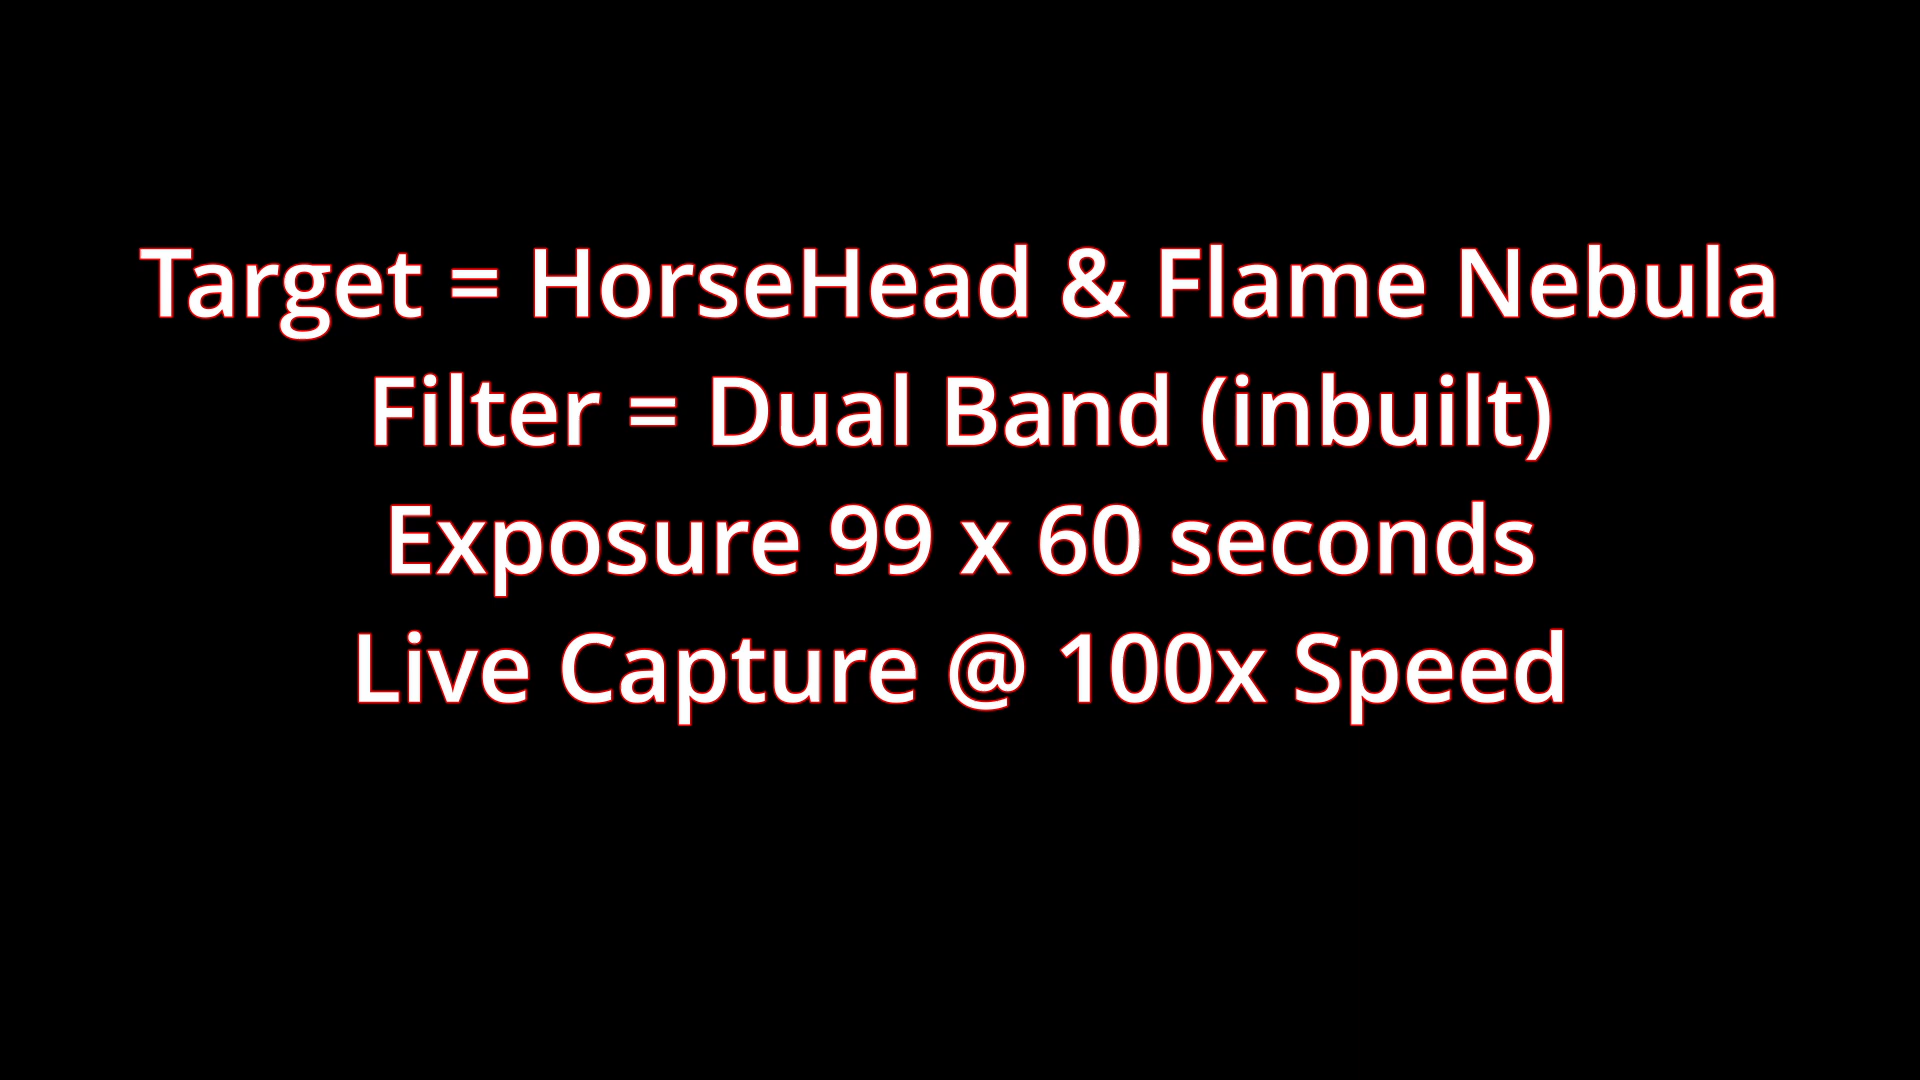 Target = HorseHead & Flame Nebula
Filter = Dual Band (inbuilt)
Exposure 99 x 60 seconds
Live Capture @ 100x Speed